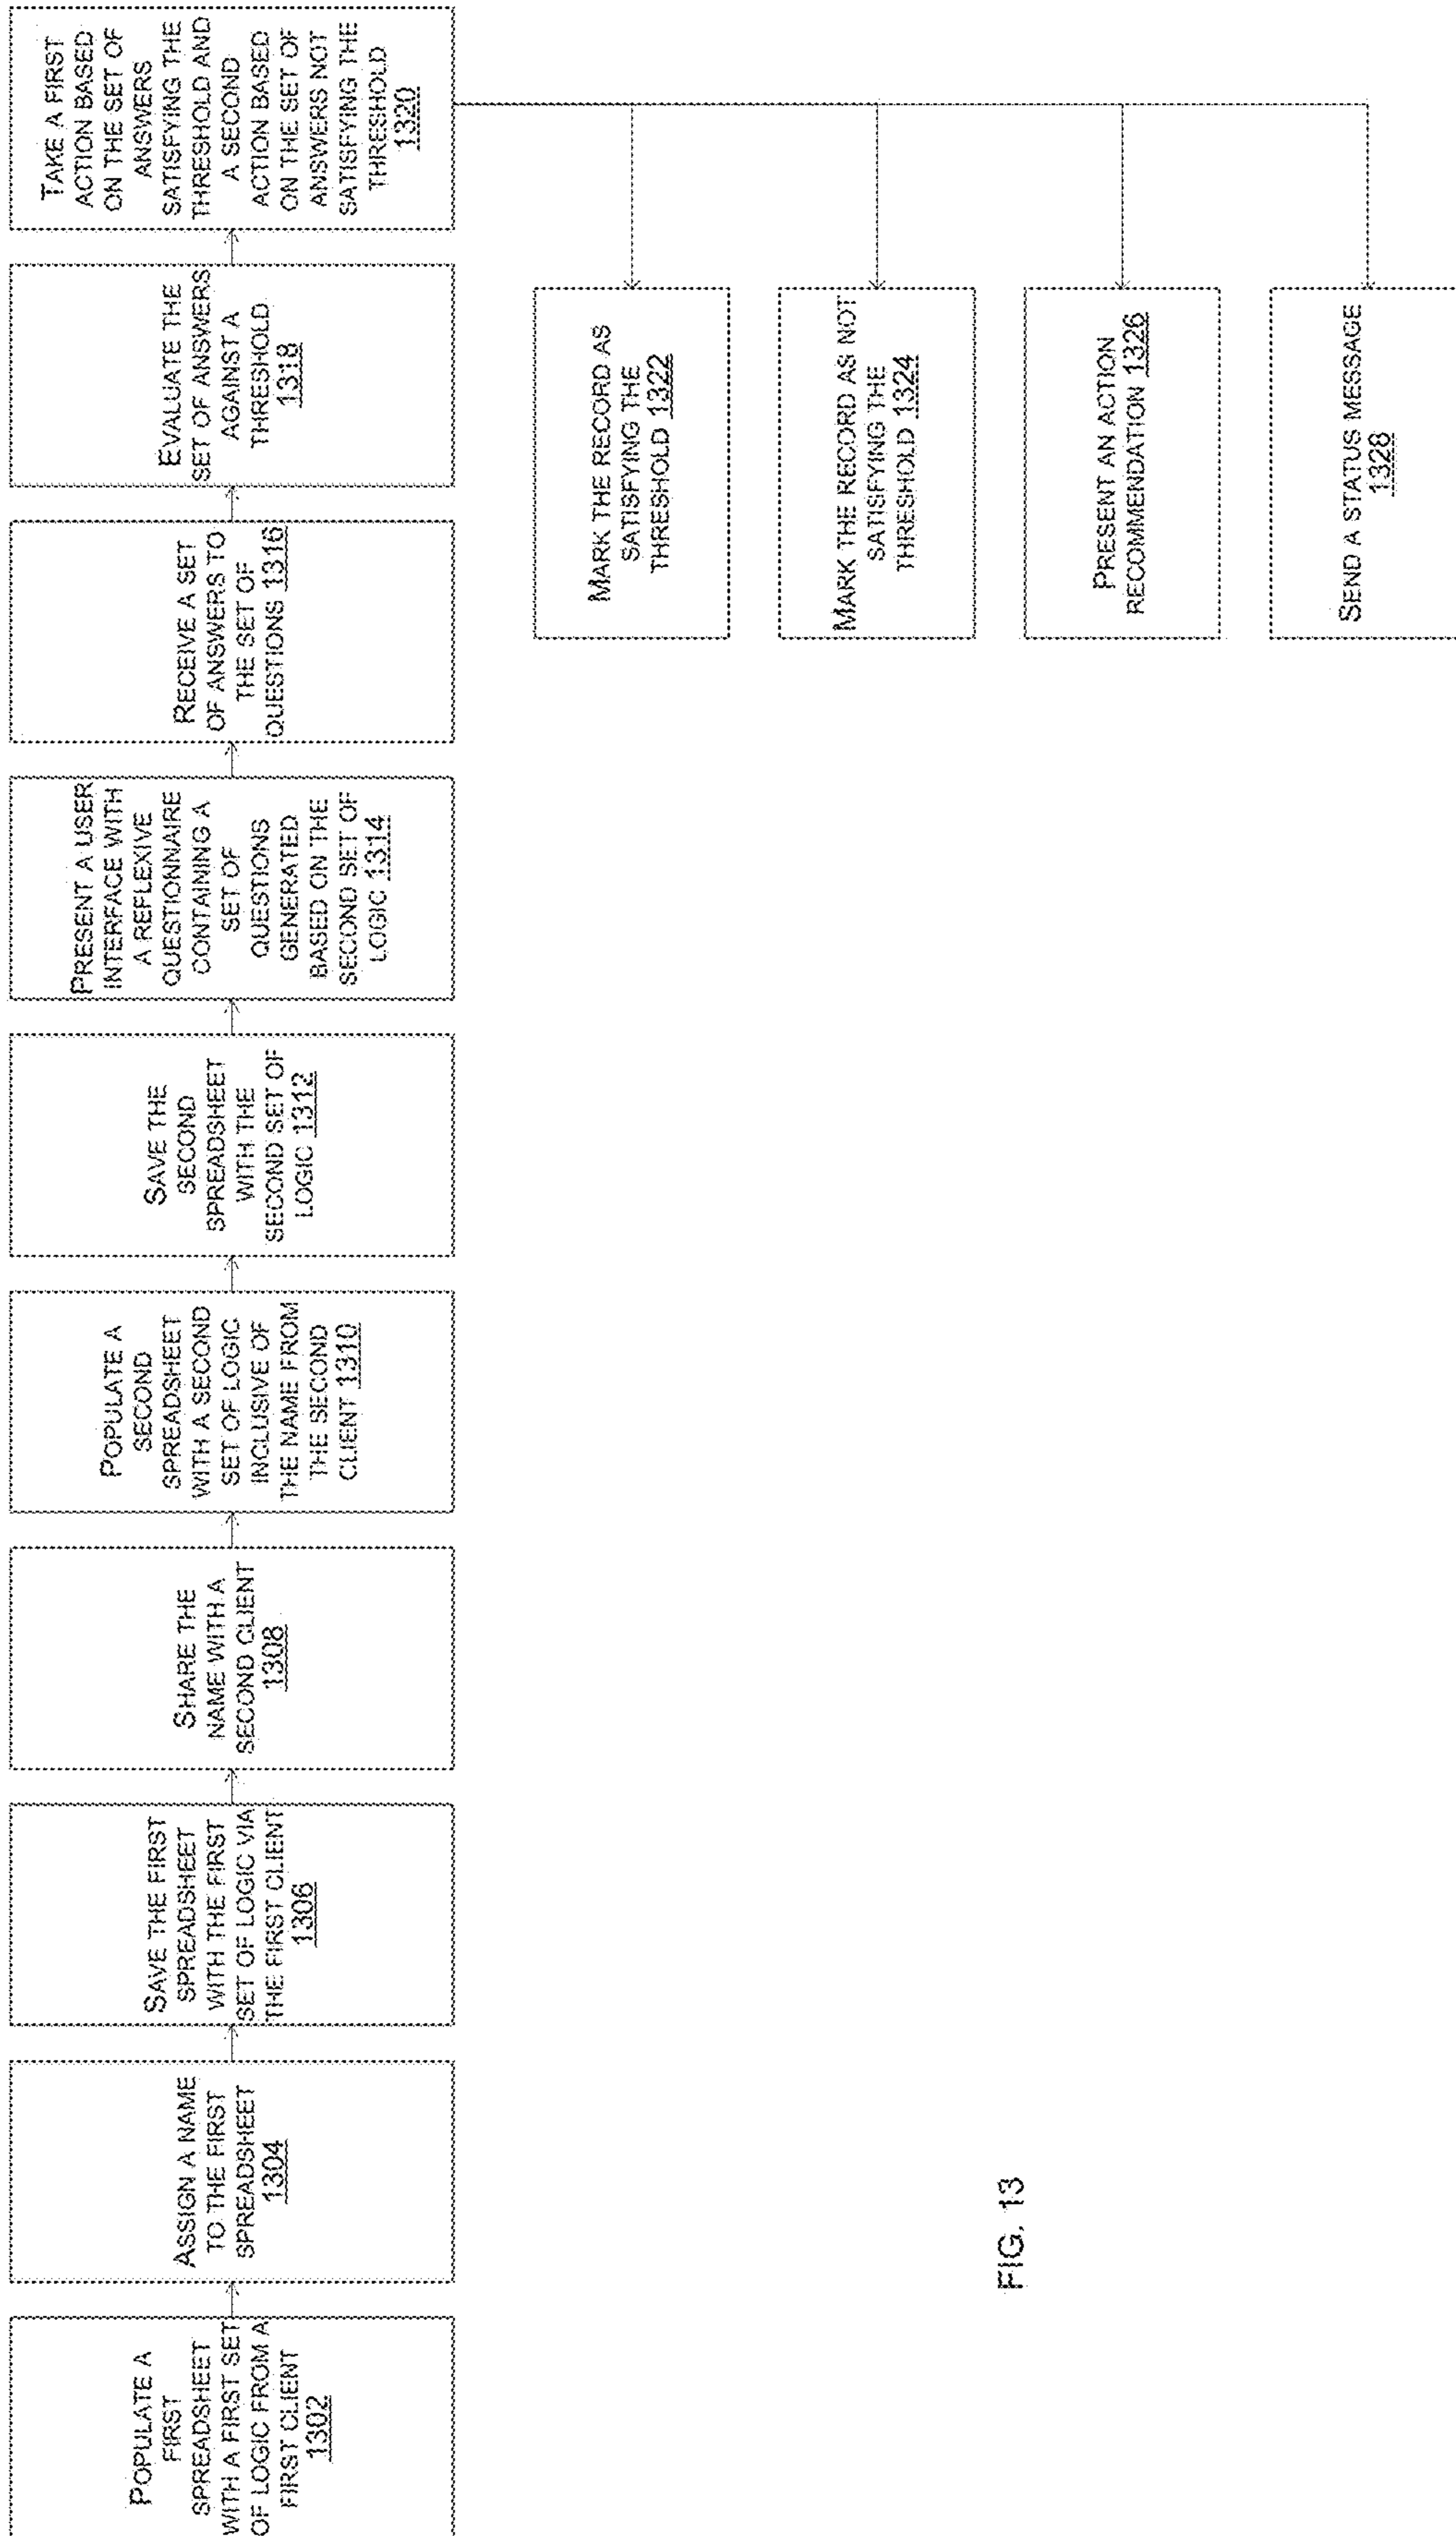 POPULATE A
FIRST
SPREADSHEET
WITH A FIRST SET
OF LOGIC FROM A
FIRST CLIENT
1302
ASSIGN A NAME
TO THE FIRST
SPREADSHEET
1304
SAVE THE FIRST
SPREADSHEET
WITH THE FIRST
SET OF LOGIC VIA
THE FIRST CLIENT
1306
SHARE THE
NAME WITH A
SECOND CLIENT
1308
POPULATE A
SECOND
SPREADSHEET
WITH A SECOND
SET OF LOGIC
INCLUSIVE OF
THE NAME FROM
THE SECOND
CLIENT 1310
SAVE THE
SECOND
SPREADSHEET
WITH THE
SECOND SET OF
LOGIC 1312
PRESENT A USER
INTERFACE WITH
A REFLEXIVE
QUESTIONNAIRE
CONTAINING A
SET OF
QUESTIONS
GENERATED
BASED ON THE
SECOND SET OF
LOGIC 1314
RECEIVE A SET
OF ANSWERS TO
THE SET OF
QUESTIONS 1316
EVALUATE THE
SET OF ANSWERS
AGAINST A
THRESHOLD
1318
TAKE A FIRST
ACTION BASED
ON THE SET OF
ANSWERS
SATISFYING THE
THRESHOLD AND
A SECOND
ACTION BASED
ON THE SET OF
ANSWERS NOT
SATISFYING THE
THRESHOLD
1320
MARK THE RECORD AS
SATISFYING THE
THRESHOLD 1322
MARK THE RECORD AS NOT
SATISFYING THE
THRESHOLD 1324
PRESENT AN ACTION
RECOMMENDATION 1326
SEND A STATUS MESSAGE
1328
FIG. 13